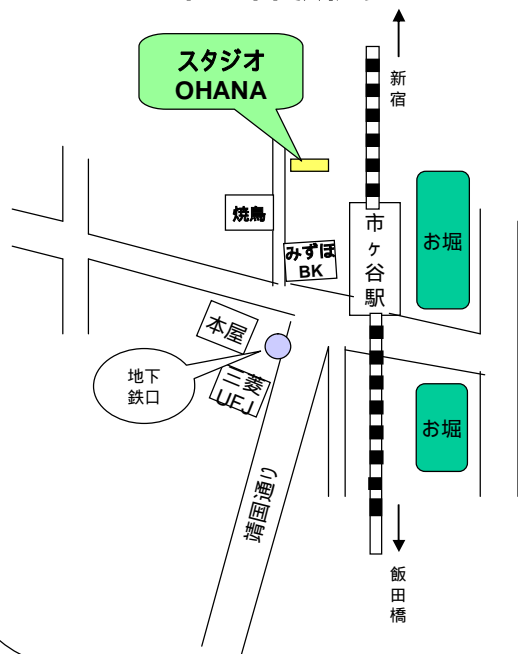 スタジオ
OHANA
新宿
焼鳥
みずほ
BK
市ヶ谷駅
お堀
本屋
地下
鉄口
三菱
UFJ
お堀
靖国通り
飯田橋